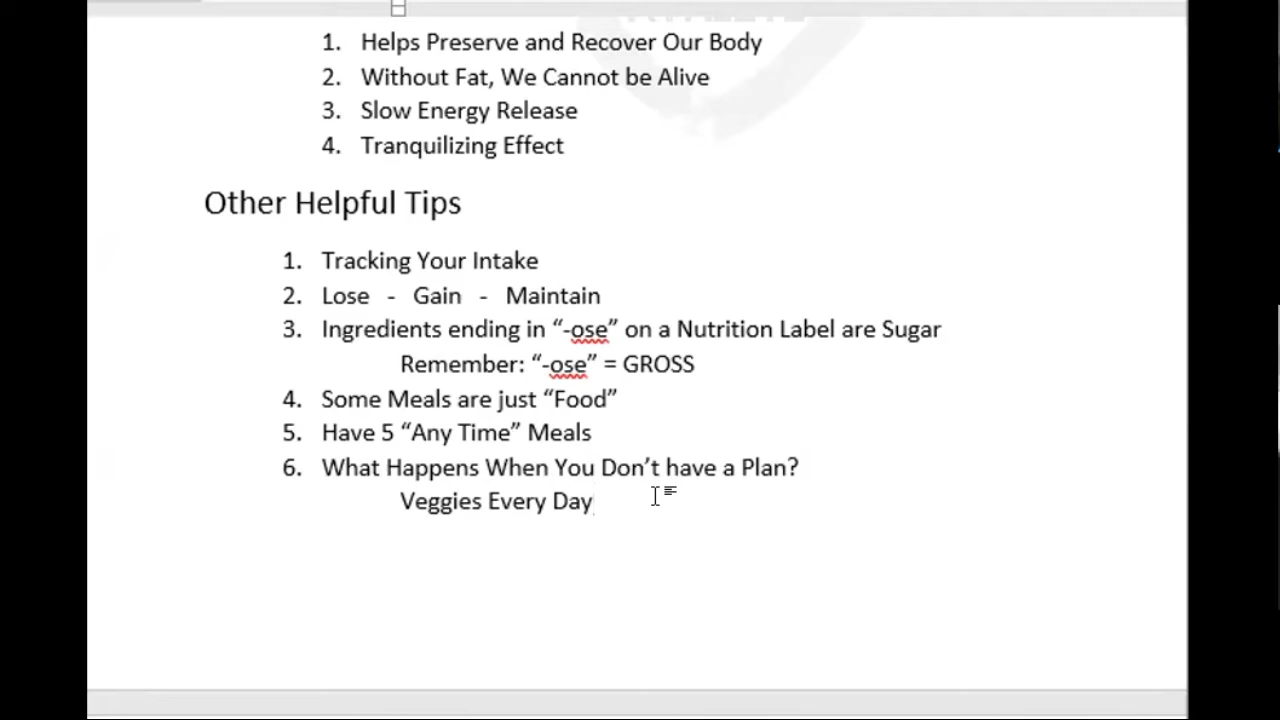 1. Helps Preserve and Recover Our Body
2. Without Fat, We Cannot be Alive
3. Slow Energy Release
4. Tranquilizing Effect
Other Helpful Tips
1. Tracking Your Intake
2. Lose - Gain - Maintain
3. Ingredients ending in “-ose” on a Nutrition Label are Sugar
Remember: “-ose” = GROSS
4. Some Meals are just “Food”
5. Have 5 “Any Time” Meals
6. What Happens When You Don’t have a Plan?
Veggies Every Day